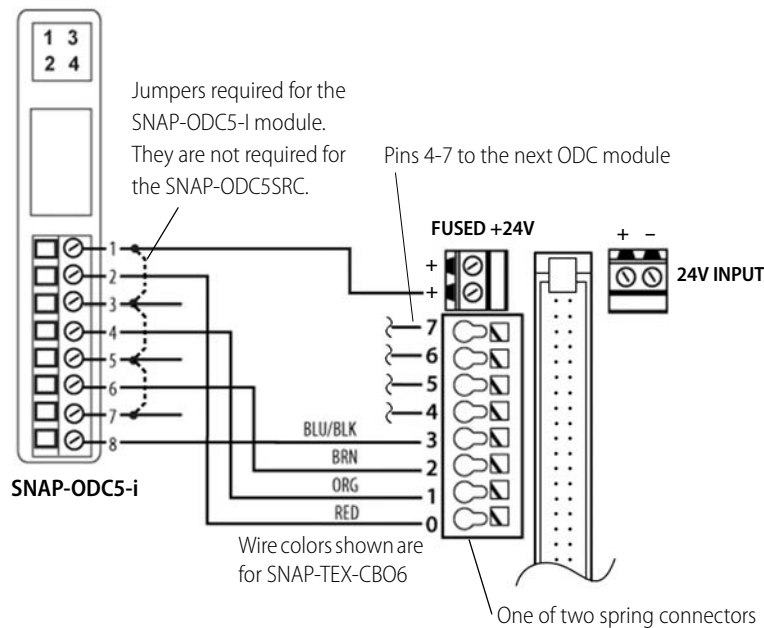 1 3
2 4
Jumpers required for the
SNAP-ODC5-I module.
They are not required for
the SNAP-ODC5SRC.
Pins 4-7 to the next ODC module
FUSED +24V
+ −
24V INPUT
+
+
1
2
3
4
5
6
7
8
7
6
5
4
3
2
1
0
BLU/BLK
BRN
ORG
RED
SNAP-ODC5-i
Wire colors shown are
for SNAP-TEX-CBO6
One of two spring connectors